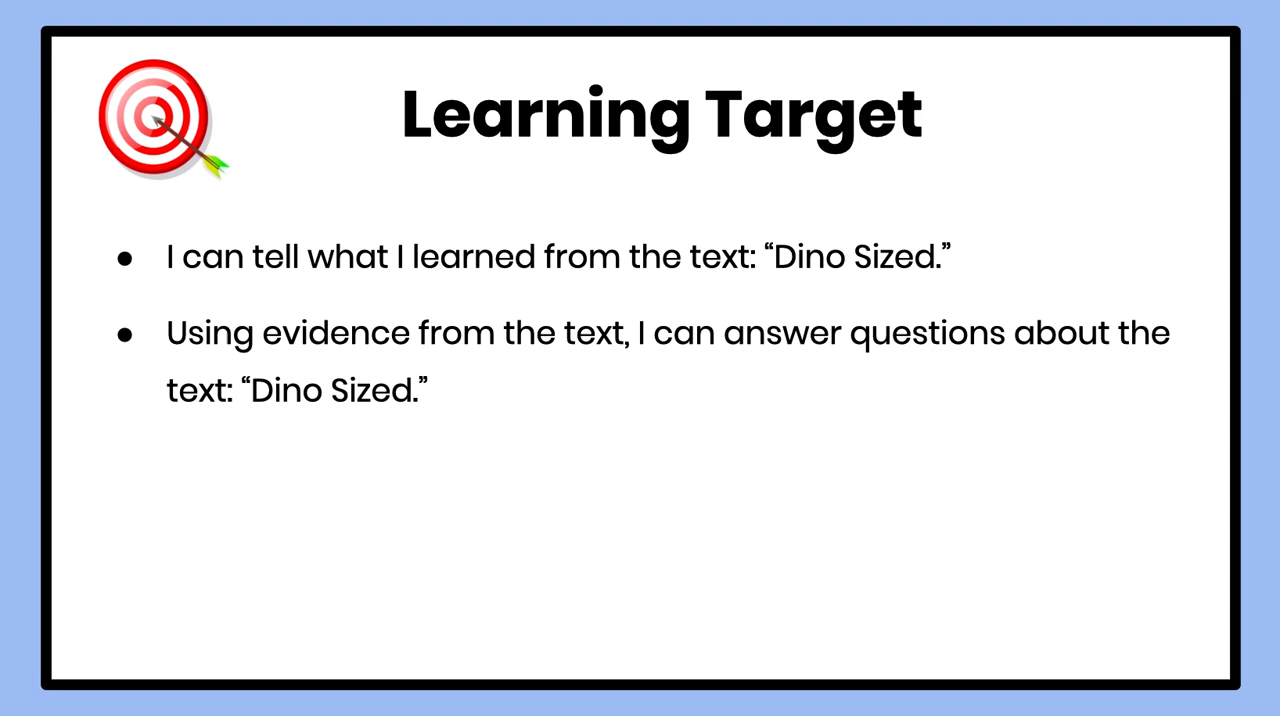 Learning Target
● I can tell what I learned from the text: “Dino Sized.”
● Using evidence from the text, I can answer questions about the
text: “Dino Sized.”